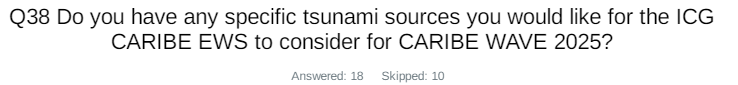 Q38 Do you have any specific tsunami sources you would like for the ICG
CARIBE EWS to consider for CARIBE WAVE 2025?
Answered: 18 Skipped: 10